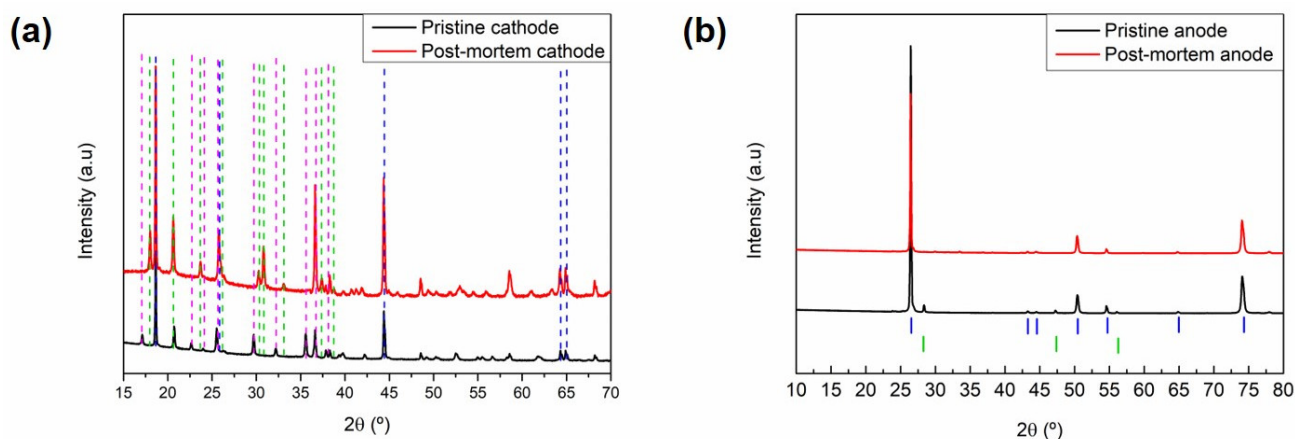 (a)
Pristine cathode
Post-mortem cathode
Intensity (a.u)
15 20 25 30 35 40 45 50 55 60 65 70
2θ (º)
(b)
Pristine anode
Post-mortem anode
Intensity (a.u)
10 15 20 25 30 35 40 45 50 55 60 65 70 75 80
2θ (º)